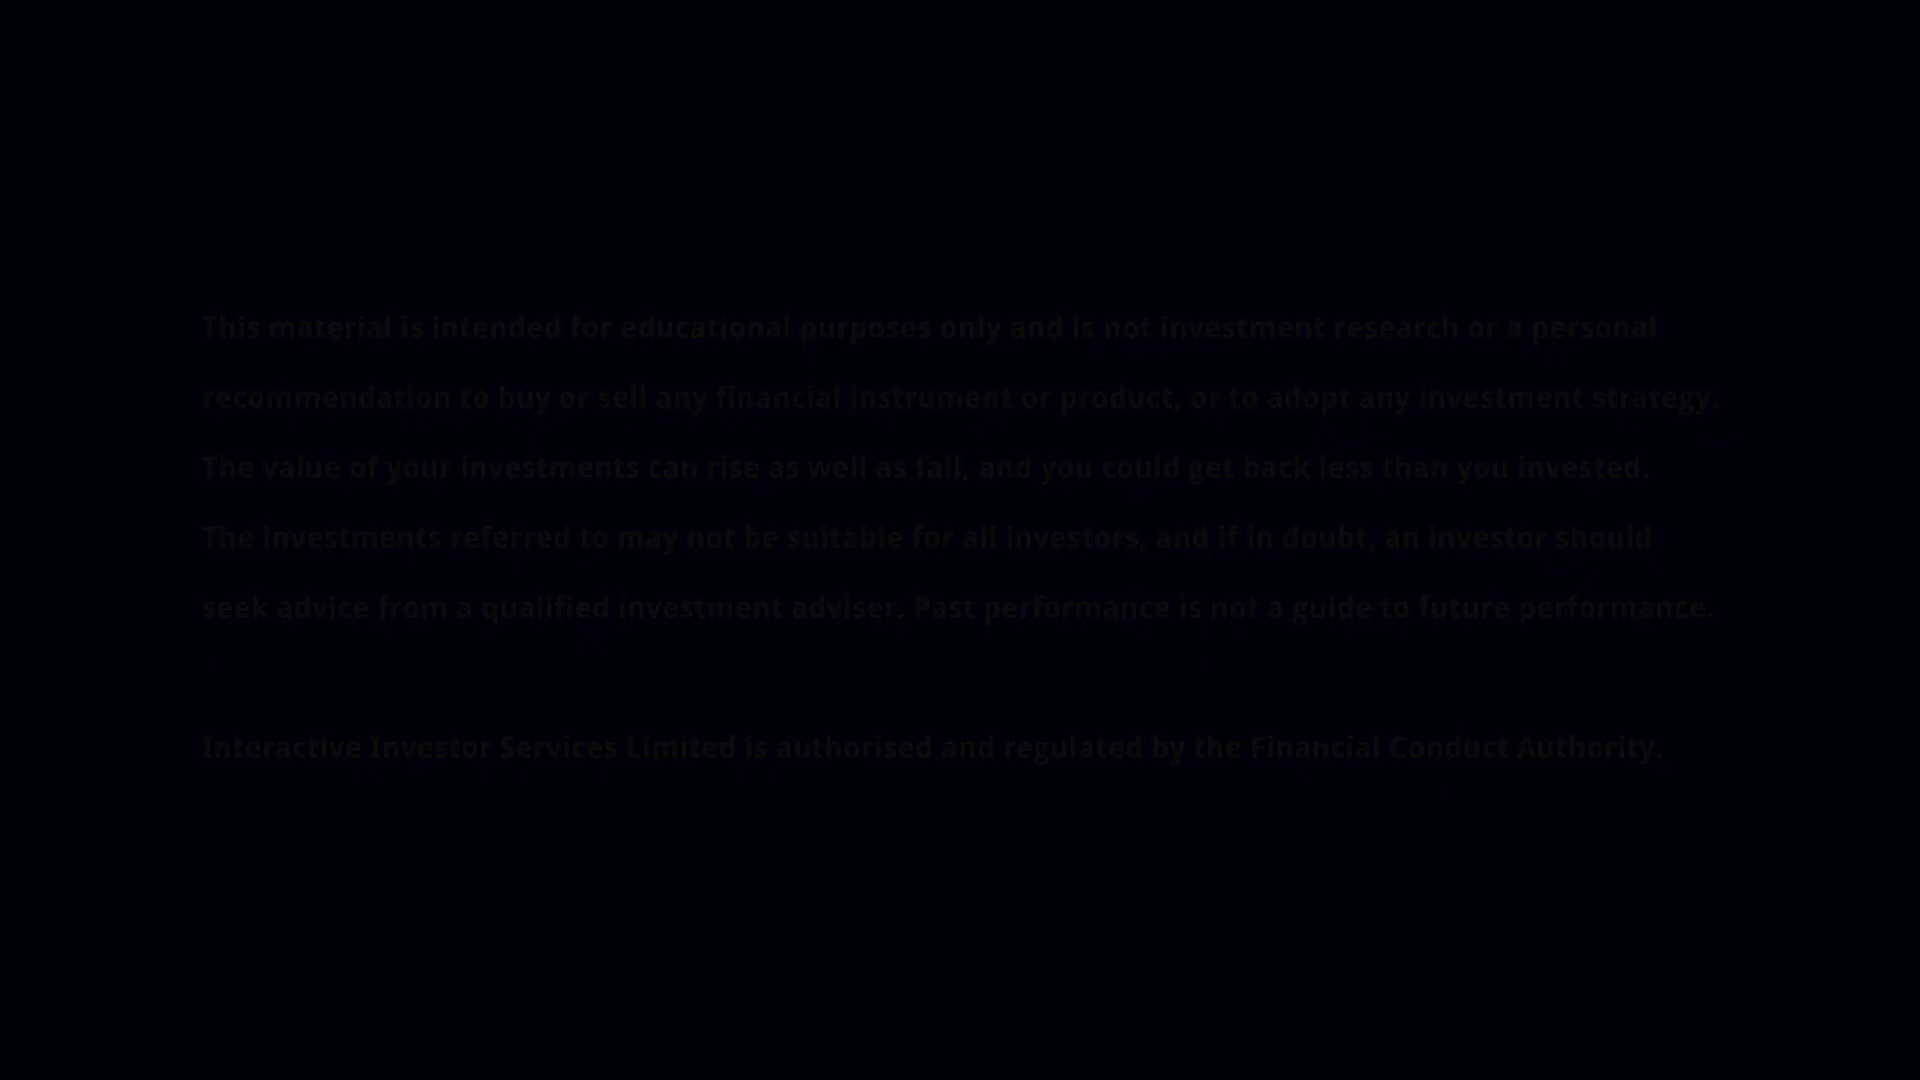 This material is intended for educational purposes only and is not investment research or a personal
recommendation to buy or sell any financial instrument or product, or to adopt any investment strategy.
The value of your investments can rise as well as fall, and you could get back less than you invested.
The investments referred to may not be suitable for all investors, and if in doubt, an investor should
seek advice from a qualified investment adviser. Past performance is not a guide to future performance.
Interactive Investor Services Limited is authorised and regulated by the Financial Conduct Authority.